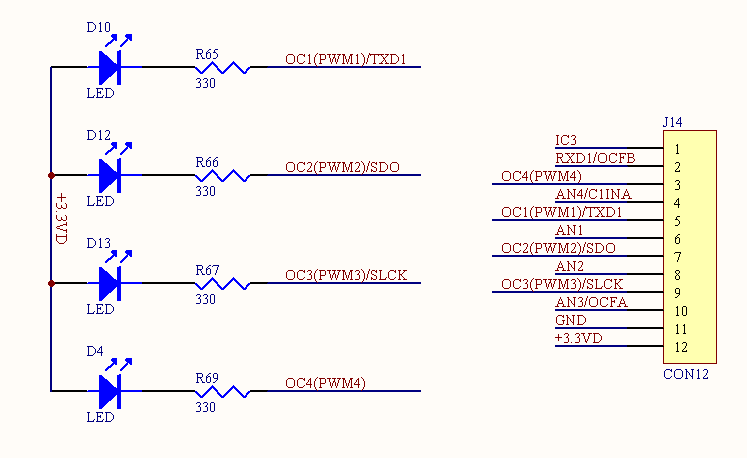 D10
R65
OC1(PWM1)/TXD1
330
LED
D12
R66
OC2(PWM2)/SDO
330
LED
+3.3VD
D13
R67
OC3(PWM3)/SLCK
330
LED
D4
R69
OC4(PWM4)
330
LED
J14
IC3 1
RXD1/OCFB 2
OC4(PWM4) 3
AN4/C1INA 4
OC1(PWM1)/TXD1 5
AN1 6
OC2(PWM2)/SDO 7
AN2 8
OC3(PWM3)/SLCK 9
AN3/OCFA 10
GND 11
+3.3VD 12
CON12